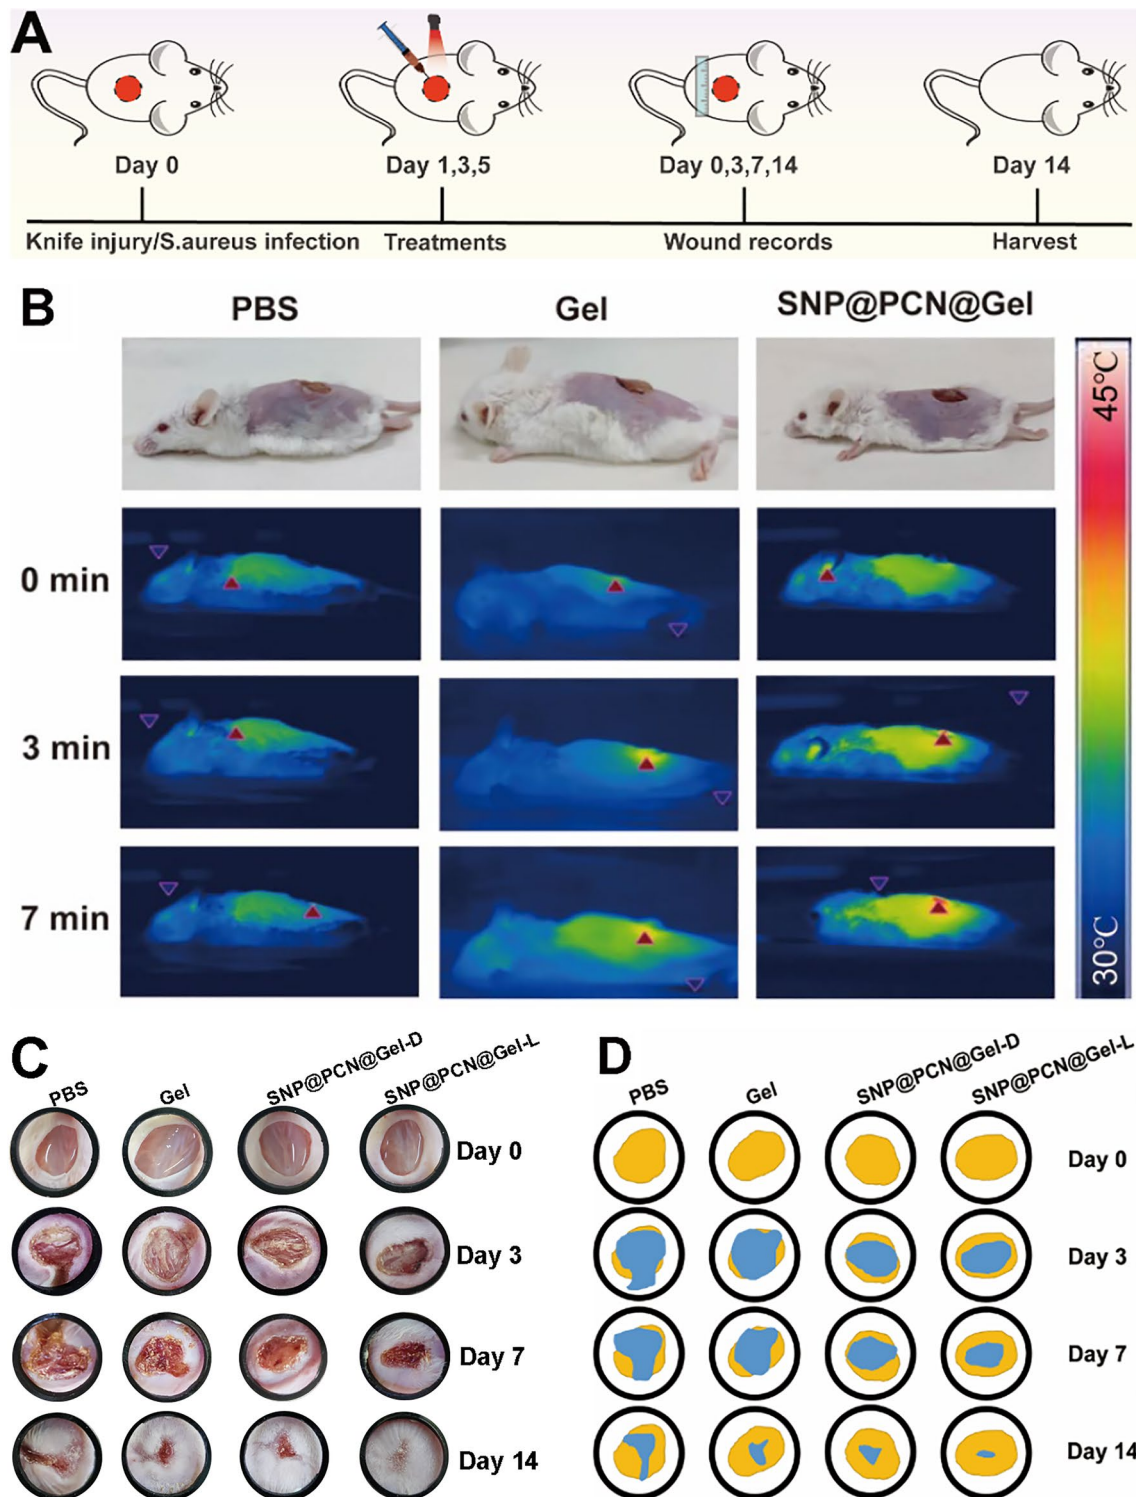 A
Day 0
Day 1,3,5
Day 0,3,7,14
Day 14
Knife injury/S.aureus infection
Treatments
Wound records
Harvest
B
PBS
Gel
SNP@PCN@Gel
45°C
0 min
3 min
7 min
30°C
C
PBS
Gel
SNP@PCN@Gel-D
SNP@PCN@Gel-L
Day 0
Day 3
Day 7
Day 14
D
PBS
Gel
SNP@PCN@Gel-D
SNP@PCN@Gel-L
Day 0
Day 3
Day 7
Day 14